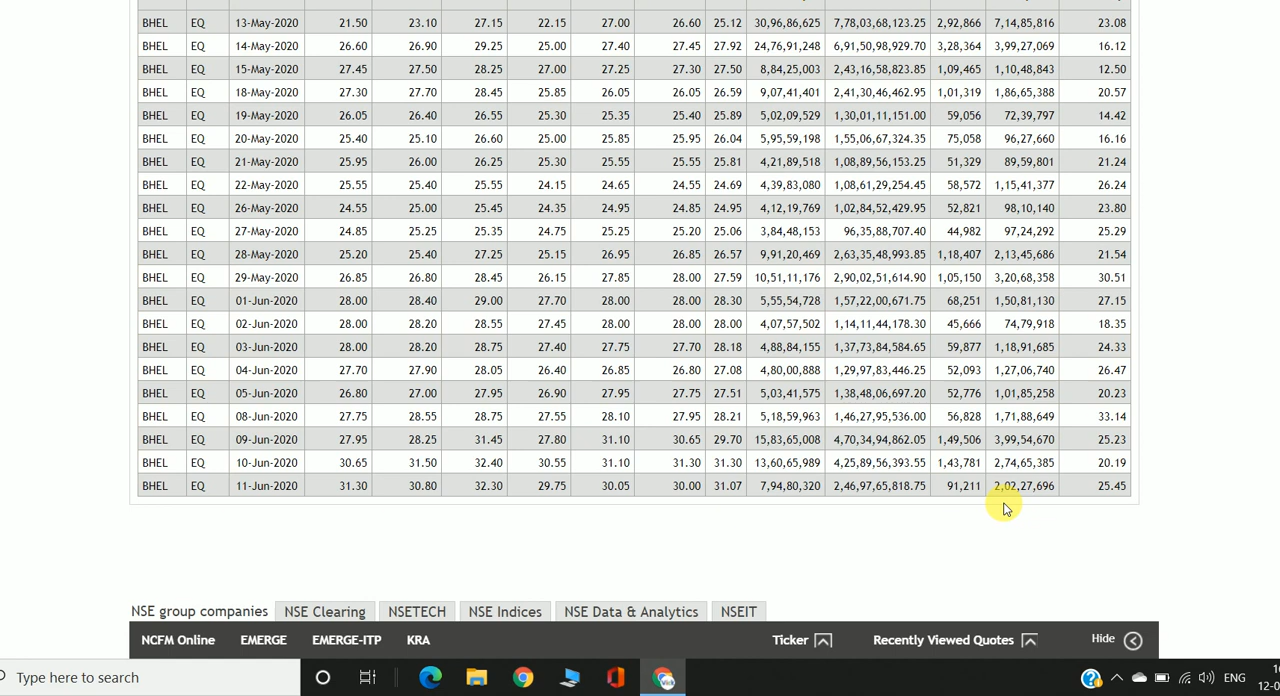 BHEL EQ 13-May-2020 21.50 23.10 27.15 22.15 27.00 26.60 25.12 30,96,86,625 7,78,03,68,123.25 2,92,866 7,14,85,816 23.08
BHEL EQ 14-May-2020 26.60 26.90 29.25 25.00 27.40 27.45 27.92 24,76,91,248 6,91,50,98,929.70 3,28,364 3,99,27,069 16.12
BHEL EQ 15-May-2020 27.45 27.50 28.25 27.00 27.25 27.30 27.50 8,84,25,003 2,43,16,58,823.85 1,09,465 1,10,48,843 12.50
BHEL EQ 18-May-2020 27.30 27.70 28.45 25.85 26.05 26.05 26.59 9,07,41,401 2,41,30,46,462.95 1,01,319 1,86,65,388 20.57
BHEL EQ 19-May-2020 26.05 26.40 26.55 25.30 25.35 25.40 25.89 5,02,09,529 1,30,01,11,151.00 59,056 72,39,797 14.42
BHEL EQ 20-May-2020 25.40 25.10 26.60 25.00 25.85 25.95 26.04 5,95,59,198 1,55,06,67,324.35 75,058 96,27,660 16.16
BHEL EQ 21-May-2020 25.95 26.00 26.25 25.30 25.55 25.55 25.81 4,21,89,518 1,08,89,56,153.25 51,329 89,59,801 21.24
BHEL EQ 22-May-2020 25.55 25.40 25.55 24.15 24.65 24.55 24.69 4,39,83,080 1,08,61,29,254.45 58,572 1,15,41,377 26.24
BHEL EQ 26-May-2020 24.55 25.00 25.45 24.35 24.95 24.85 24.95 4,12,19,769 1,02,84,52,429.95 52,821 98,10,140 23.80
BHEL EQ 27-May-2020 24.85 25.25 25.35 24.75 25.25 25.20 25.06 3,84,48,153 96,35,88,707.40 44,982 97,24,292 25.29
BHEL EQ 28-May-2020 25.20 25.40 27.25 25.15 26.95 26.85 26.57 9,91,20,469 2,63,35,48,993.85 1,18,407 2,13,45,686 21.54
BHEL EQ 29-May-2020 26.85 26.80 28.45 26.15 27.85 28.00 27.59 10,51,11,176 2,90,02,51,614.90 1,05,150 3,20,68,358 30.51
BHEL EQ 01-Jun-2020 28.00 28.40 29.00 27.70 28.00 28.00 28.30 5,55,54,728 1,57,22,00,671.75 68,251 1,50,81,130 27.15
BHEL EQ 02-Jun-2020 28.00 28.20 28.55 27.45 28.00 28.00 28.00 4,07,57,502 1,14,11,44,178.30 45,666 74,79,918 18.35
BHEL EQ 03-Jun-2020 28.00 28.20 28.75 27.40 27.75 27.70 28.18 4,88,84,155 1,37,73,84,584.65 59,877 1,18,91,685 24.33
BHEL EQ 04-Jun-2020 27.70 27.90 28.05 26.40 26.85 26.80 27.08 4,80,00,888 1,29,97,83,446.25 52,093 1,27,06,740 26.47
BHEL EQ 05-Jun-2020 26.80 27.00 27.95 26.90 27.95 27.75 27.51 5,03,41,575 1,38,48,06,697.20 52,776 1,01,85,258 20.23
BHEL EQ 08-Jun-2020 27.75 28.55 28.75 27.55 28.10 27.95 28.21 5,18,59,963 1,46,27,95,536.00 56,828 1,71,88,649 33.14
BHEL EQ 09-Jun-2020 27.95 28.25 31.45 27.80 31.10 30.65 29.70 15,83,65,008 4,70,34,94,862.05 1,49,506 3,99,54,670 25.23
BHEL EQ 10-Jun-2020 30.65 31.50 32.40 30.55 31.10 31.30 31.30 13,60,65,989 4,25,89,56,393.55 1,43,781 2,74,65,385 20.19
BHEL EQ 11-Jun-2020 31.30 30.80 32.30 29.75 30.05 30.00 31.07 7,94,80,320 2,46,97,65,818.75 91,211 2,02,27,696 25.45
NSE group companies NSE Clearing NSETECH NSE Indices NSE Data & Analytics NSEIT
NCFM Online EMERGE EMERGE-ITP KRA Ticker Recently Viewed Quotes Hide
Type here to search ENG